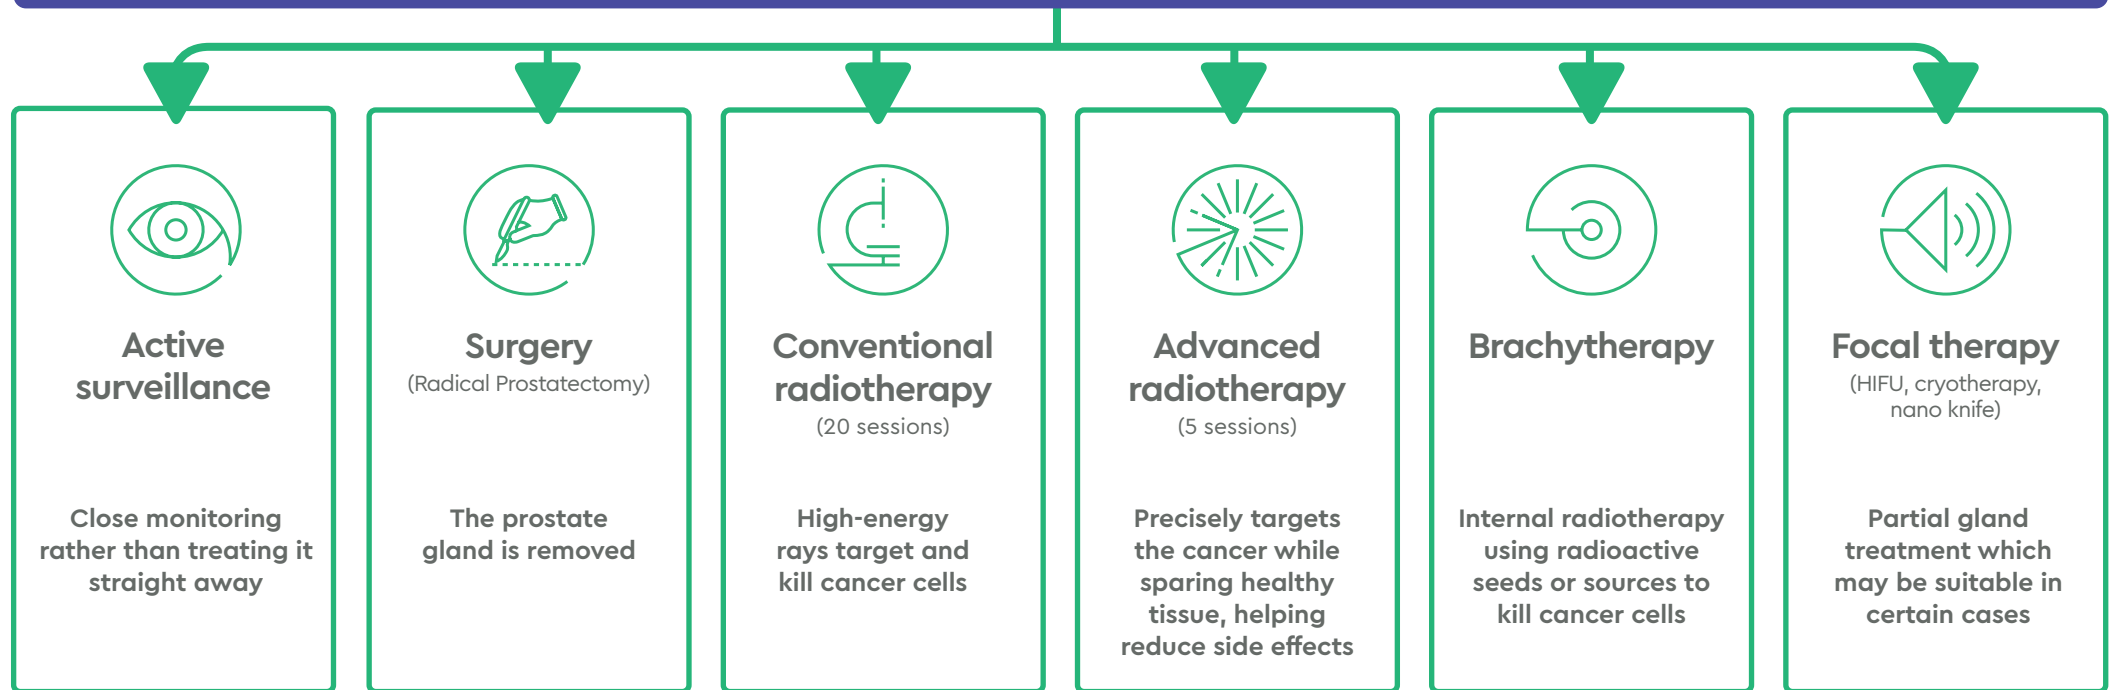 Active
surveillance
Close monitoring
rather than treating it
straight away
Surgery
(Radical Prostatectomy)
The prostate
gland is removed
Conventional
radiotherapy
(20 sessions)
High-energy
rays target and
kill cancer cells
Advanced
radiotherapy
(5 sessions)
Precisely targets
the cancer while
sparing healthy
tissue, helping
reduce side effects
Brachytherapy
Internal radiotherapy
using radioactive
seeds or sources to
kill cancer cells
Focal therapy
(HIFU, cryotherapy,
nano knife)
Partial gland
treatment which
may be suitable in
certain cases